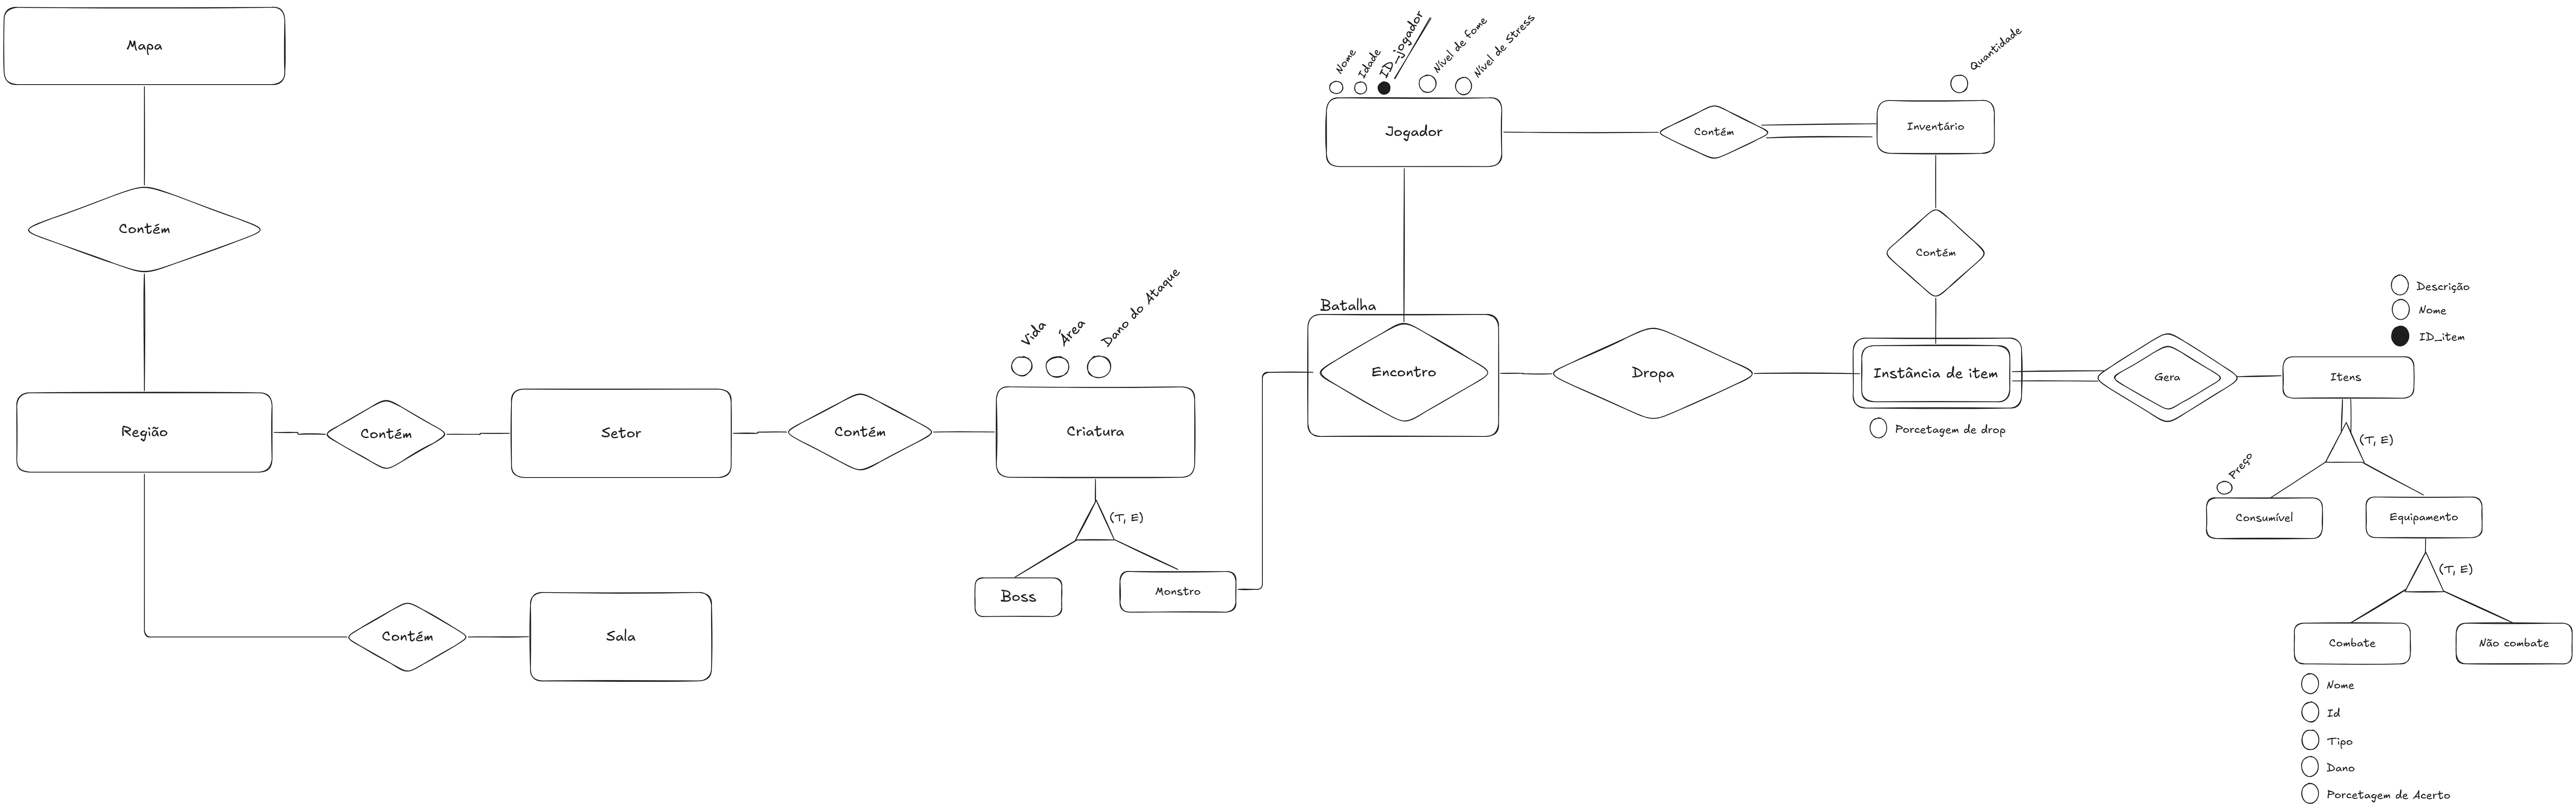 Mapa
Contém
Região
Contém
Setor
Contém
Vida
Área
Dano do Ataque
Criatura
(T, E)
Boss
Monstro
Contém
Sala
Nome
Idade
ID_jogador
Nível de fome
Nível de Stress
Jogador
Contém
Quantidade
Inventário
Contém
Batalha
Encontro
Dropa
Instância de item
Porcetagem de drop
Gera
Descrição
Nome
ID_item
Itens
(T, E)
Preço
Consumível
Equipamento
(T, E)
Combate
Não combate
Nome
Id
Tipo
Dano
Porcetagem de Acerto